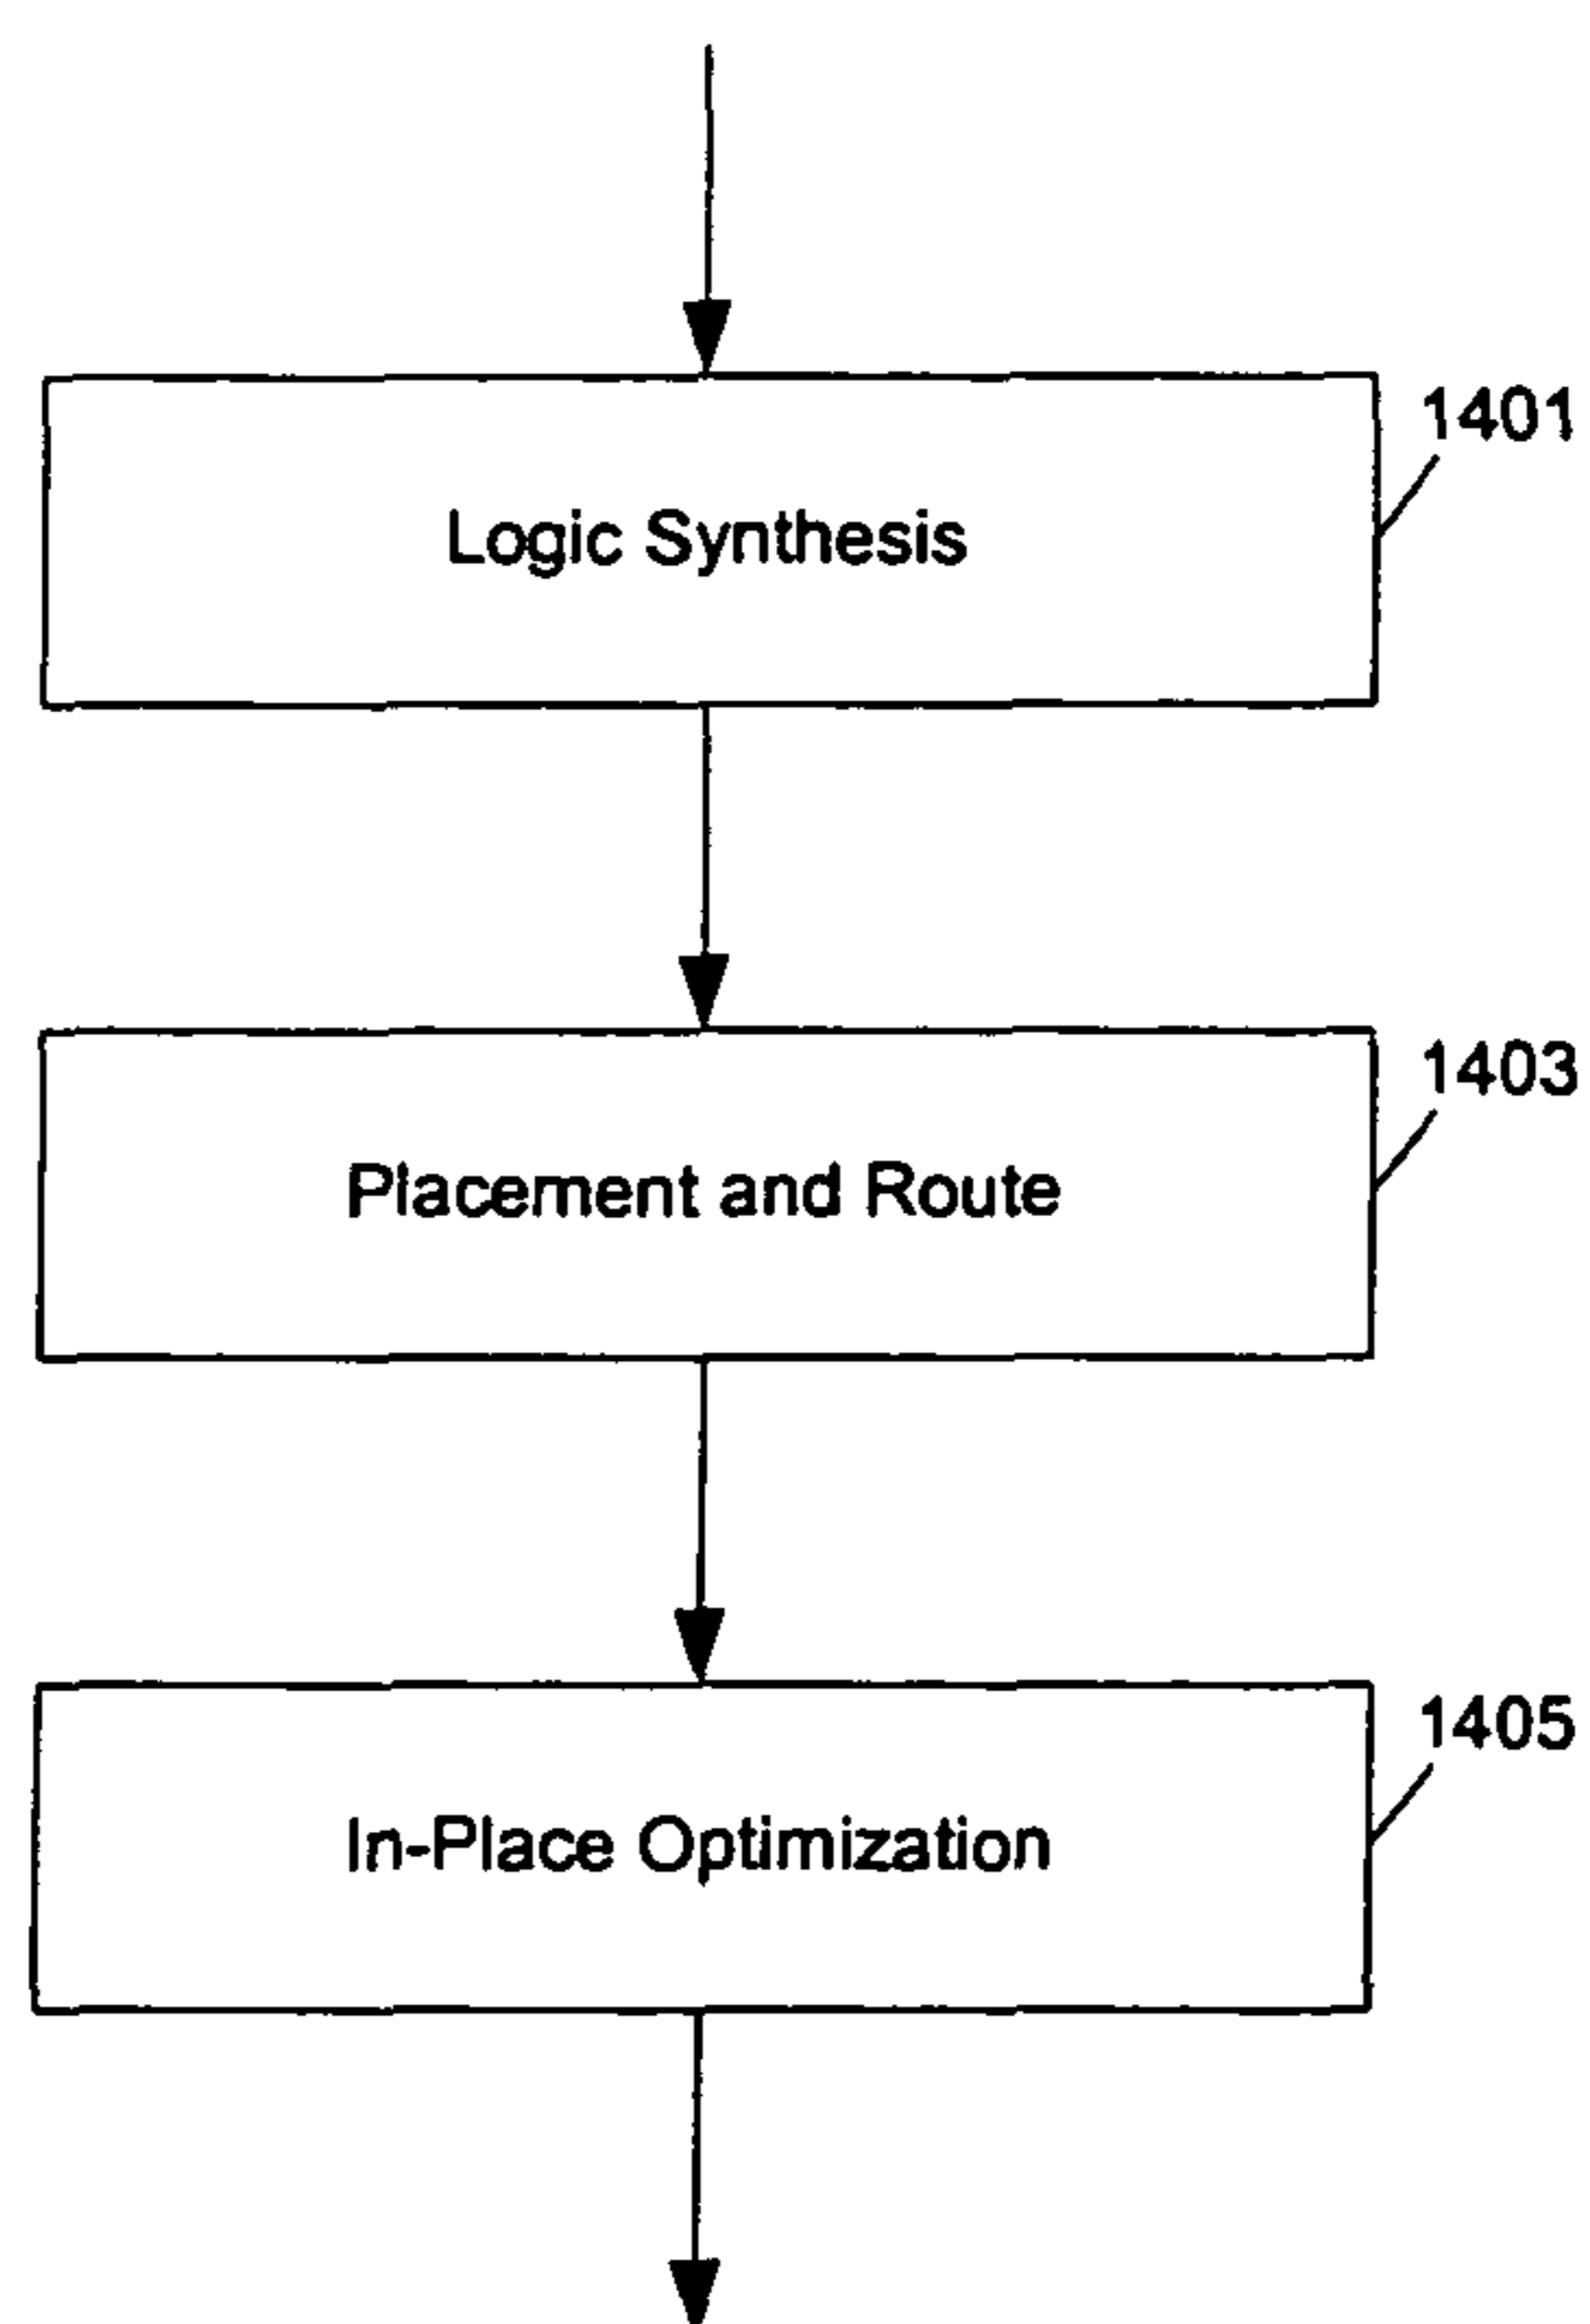 1401
Logic Synthesis
1403
Placement and Route
1405
In-Place Optimization